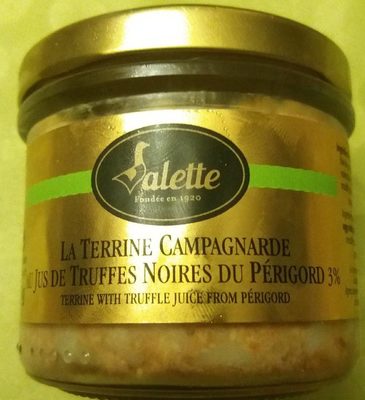 Valette
Fondée en 1920
LA TERRINE CAMPAGNARDE
JUS DE TRUFFES NOIRES DU PÉRIGORD 3%
TERRINE WITH TRUFFLE JUICE FROM PÉRIGORD